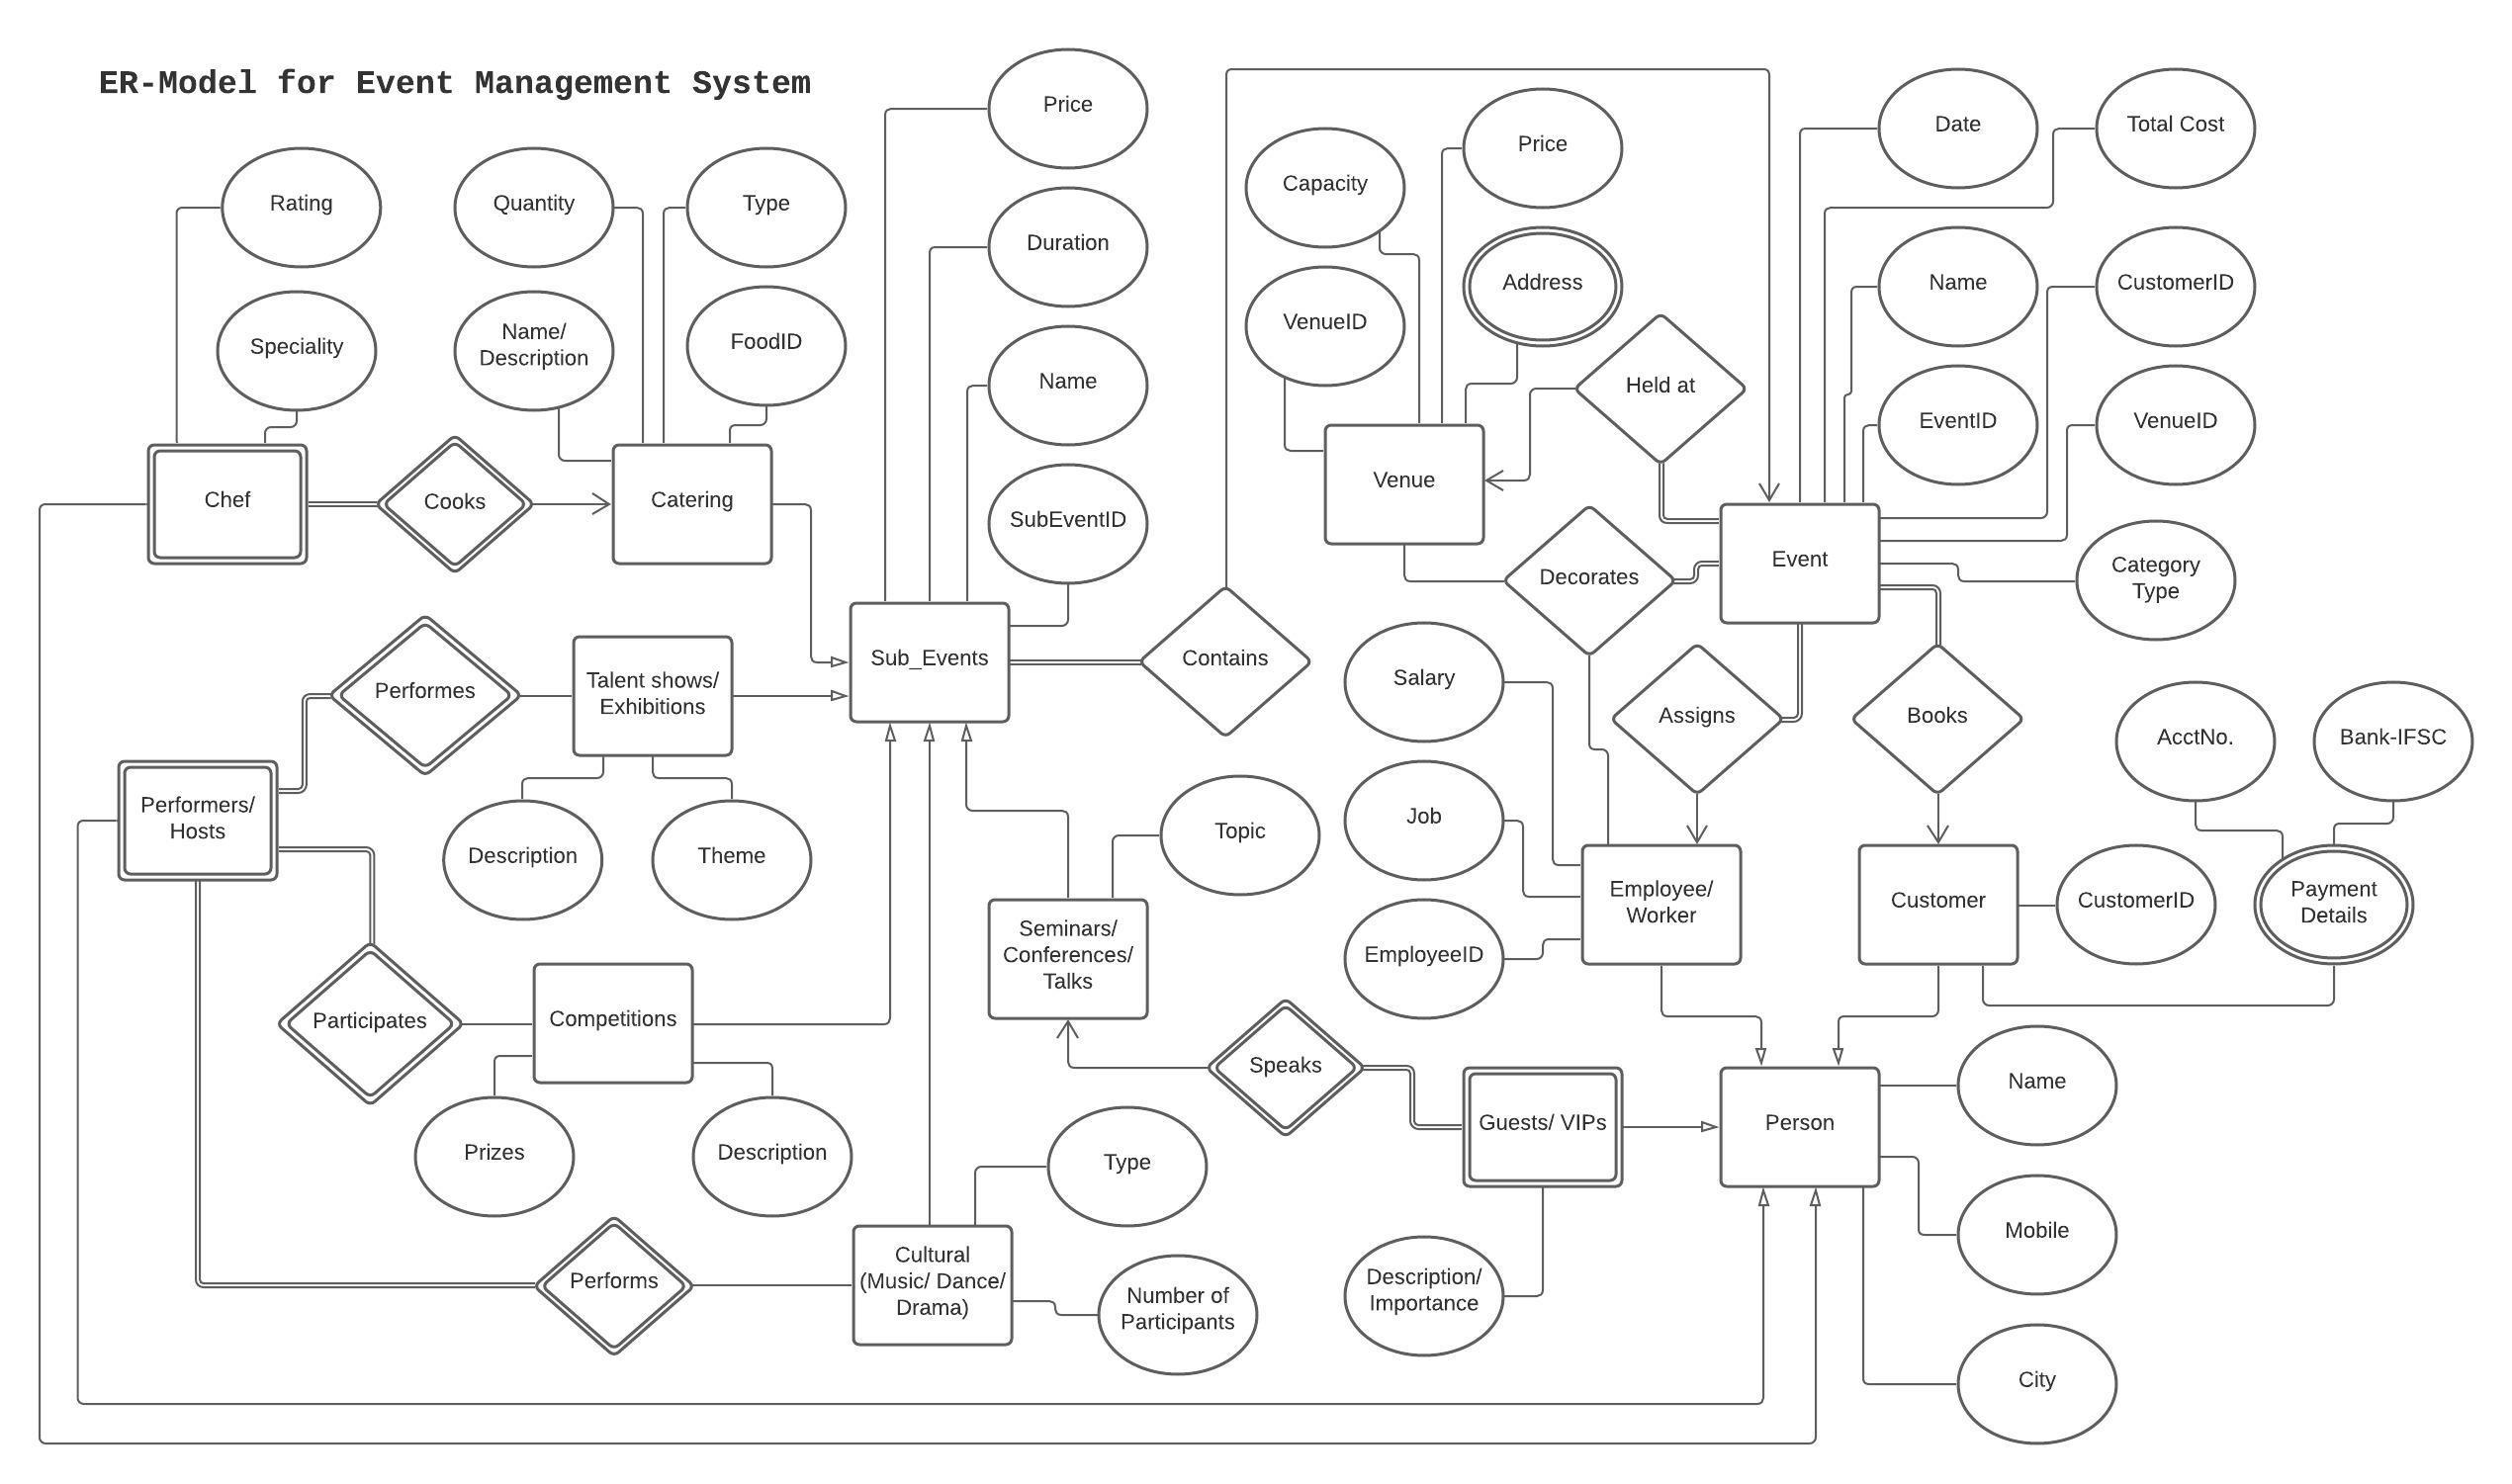 ER-Model for Event Management System
Price
Date
Total Cost
Price
Capacity
Rating
Quantity
Type
Duration
Address
Name
CustomerID
VenueID
Speciality
Name/
Description
FoodID
Name
Held at
EventID
VenueID
Chef
Cooks
Catering
SubEventID
Venue
Event
Decorates
Category
Type
Performes
Talent shows/
Exhibitions
Sub_Events
Contains
Salary
Assigns
Books
AcctNo.
Bank-IFSC
Performers/
Hosts
Description
Theme
Topic
Job
Employee/
Worker
Customer
CustomerID
Payment
Details
Seminars/
Conferences/
Talks
EmployeeID
Participates
Competitions
Speaks
Guests/ VIPs
Person
Name
Prizes
Description
Type
Mobile
Performs
Cultural
(Music/ Dance/
Drama)
Number of
Participants
Description/
Importance
City